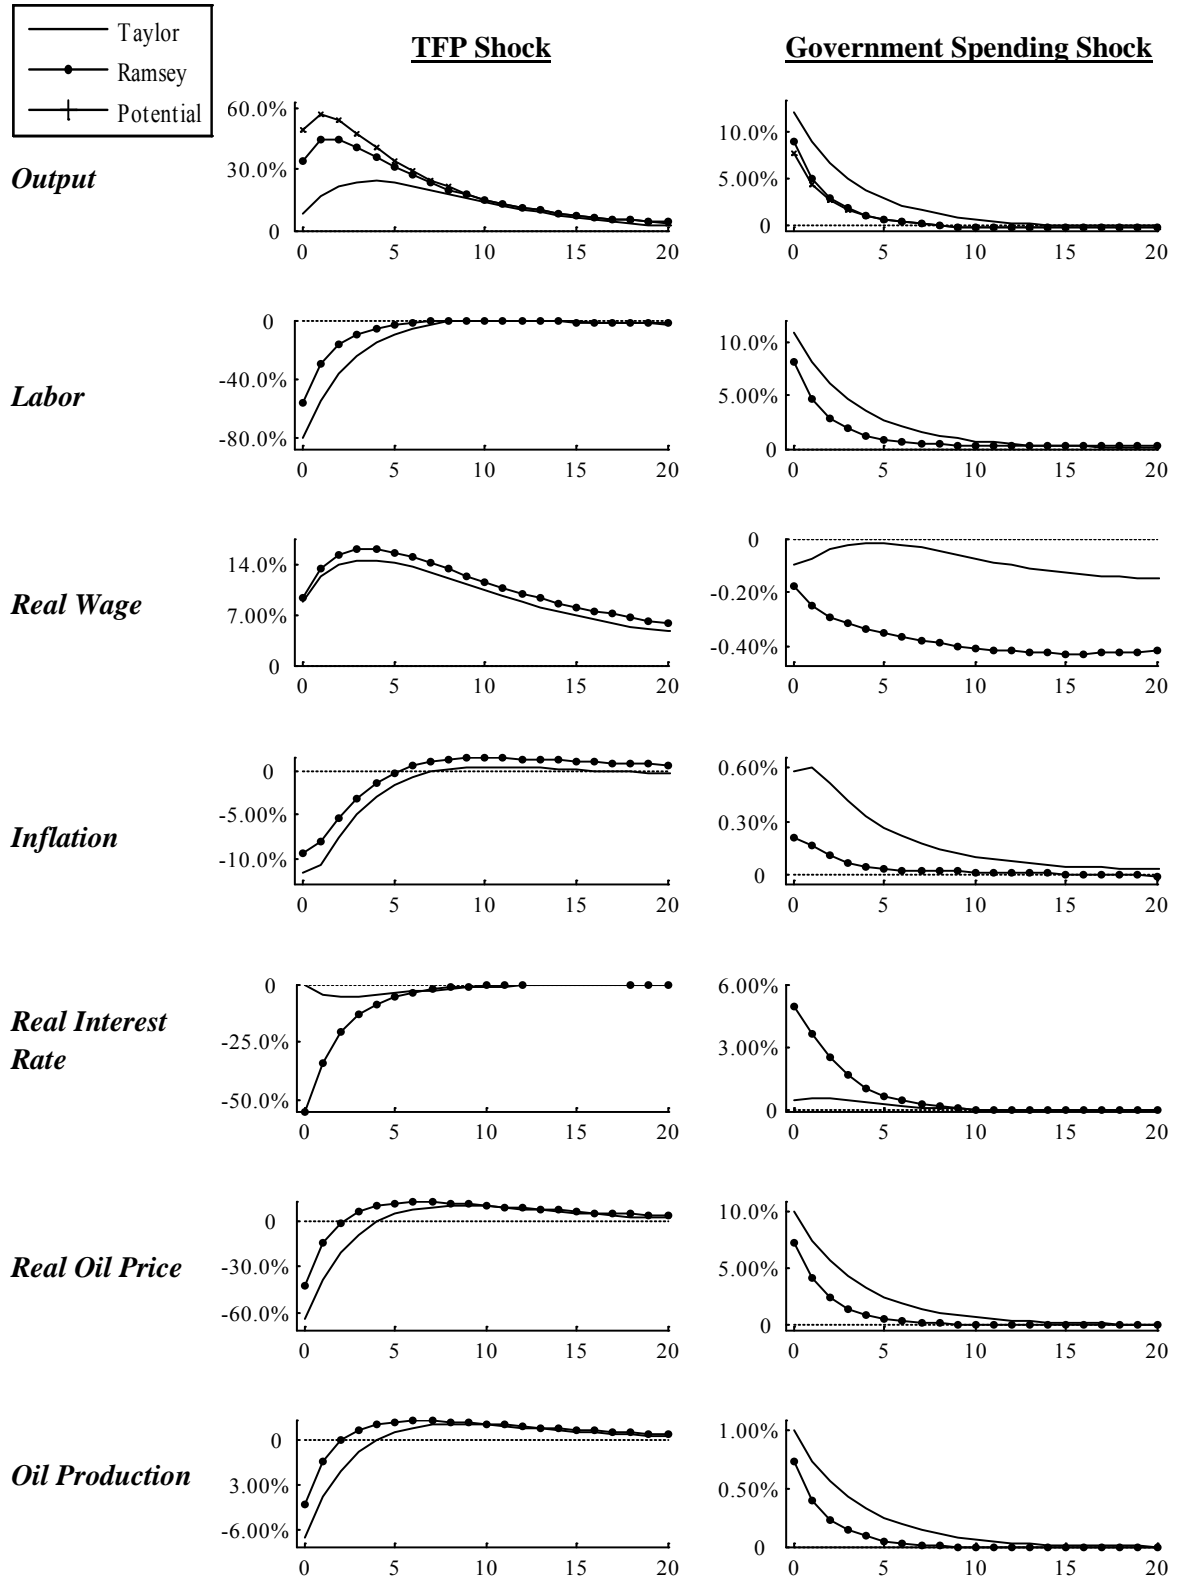 Taylor
Ramsey
Potential
TFP Shock
Government Spending Shock
Output
60.0%
30.0%
0
0 5 10 15 20
10.0%
5.00%
0
0 5 10 15 20
Labor
0
-40.0%
-80.0%
0 5 10 15 20
10.0%
5.00%
0
0 5 10 15 20
Real Wage
14.0%
7.00%
0
0 5 10 15 20
0
-0.20%
-0.40%
0 5 10 15 20
Inflation
0
-5.00%
-10.0%
0 5 10 15 20
0.60%
0.30%
0
0 5 10 15 20
Real Interest
Rate
0
-25.0%
-50.0%
0 5 10 15 20
6.00%
3.00%
0
0 5 10 15 20
Real Oil Price
0
-30.0%
-60.0%
0 5 10 15 20
10.0%
5.00%
0
0 5 10 15 20
Oil Production
0
3.00%
-6.00%
0 5 10 15 20
1.00%
0.50%
0
0 5 10 15 20